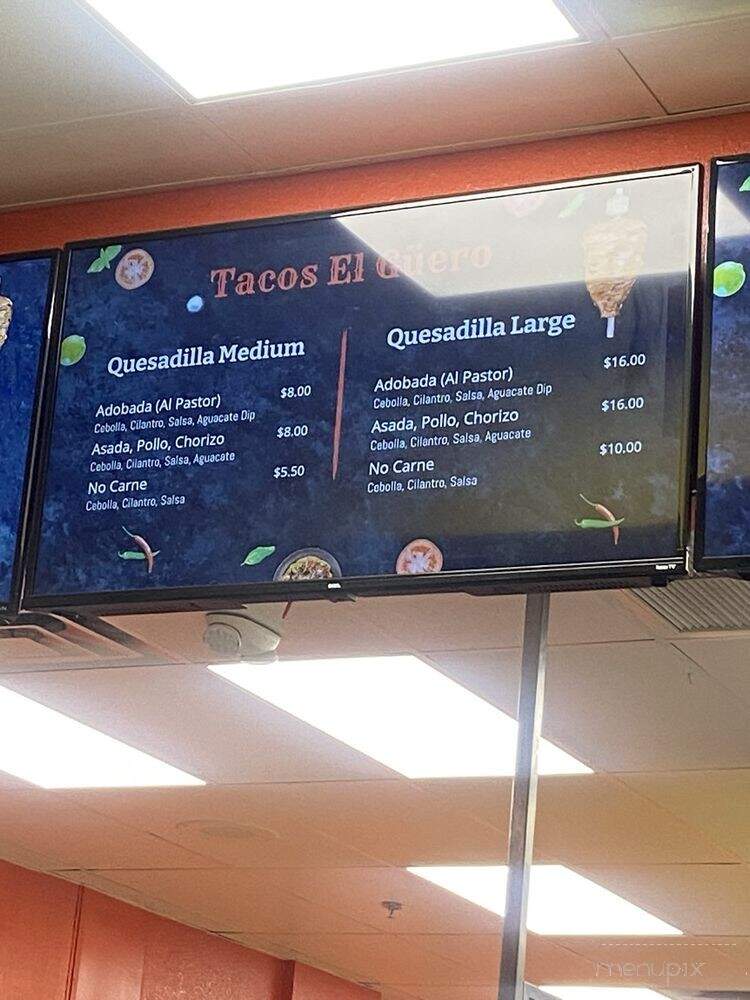 Tacos El Güero
Quesadilla Medium
Adobada (Al Pastor) $8.00
Cebolla, Cilantro, Salsa, Aguacate Dip
Asada, Pollo, Chorizo $8.00
Cebolla, Cilantro, Salsa, Aguacate
No Carne $5.50
Cebolla, Cilantro, Salsa
Quesadilla Large
Adobada (Al Pastor) $16.00
Cebolla, Cilantro, Salsa, Aguacate Dip
Asada, Pollo, Chorizo $16.00
Cebolla, Cilantro, Salsa, Aguacate
No Carne $10.00
Cebolla, Cilantro, Salsa
Roku TV
menupix